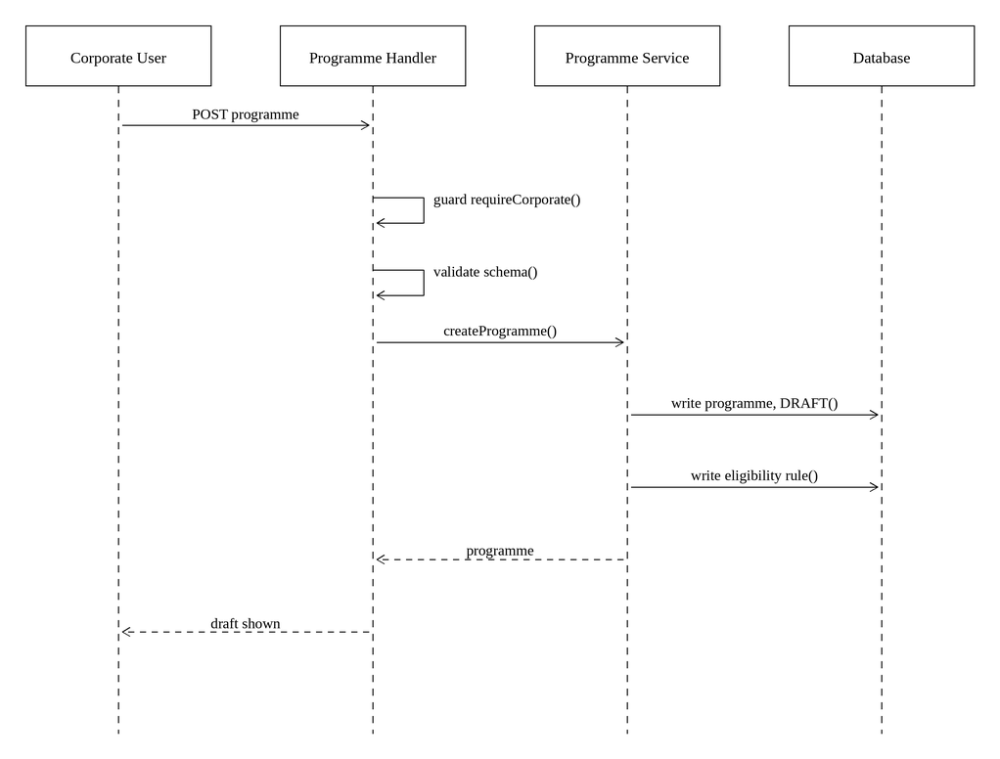 Corporate User
Programme Handler
Programme Service
Database
POST programme
guard requireCorporate()
validate schema()
createProgramme()
write programme, DRAFT()
write eligibility rule()
programme
draft shown